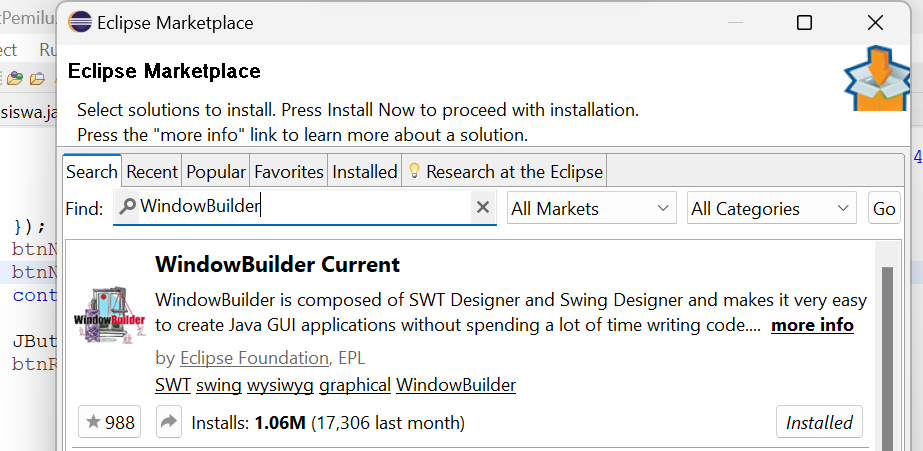 tPemilu
Eclipse Marketplace
ect
Ru
Eclipse Marketplace
Select solutions to install. Press Install Now to proceed with installation.
Press the "more info" link to learn more about a solution.
siswa.ja
Search Recent Popular Favorites Installed Research at the Eclipse
4
Find: WindowBuilder All Markets All Categories Go
});
btnN
btnN
cont
JBut
btnR
WindowBuilder Current
WindowBuilder is composed of SWT Designer and Swing Designer and makes it very easy
to create Java GUI applications without spending a lot of time writing code.... more info
WindowBuilder
by Eclipse Foundation, EPL
SWT swing wysiwyg graphical WindowBuilder
988 Installs: 1.06M (17,306 last month) Installed